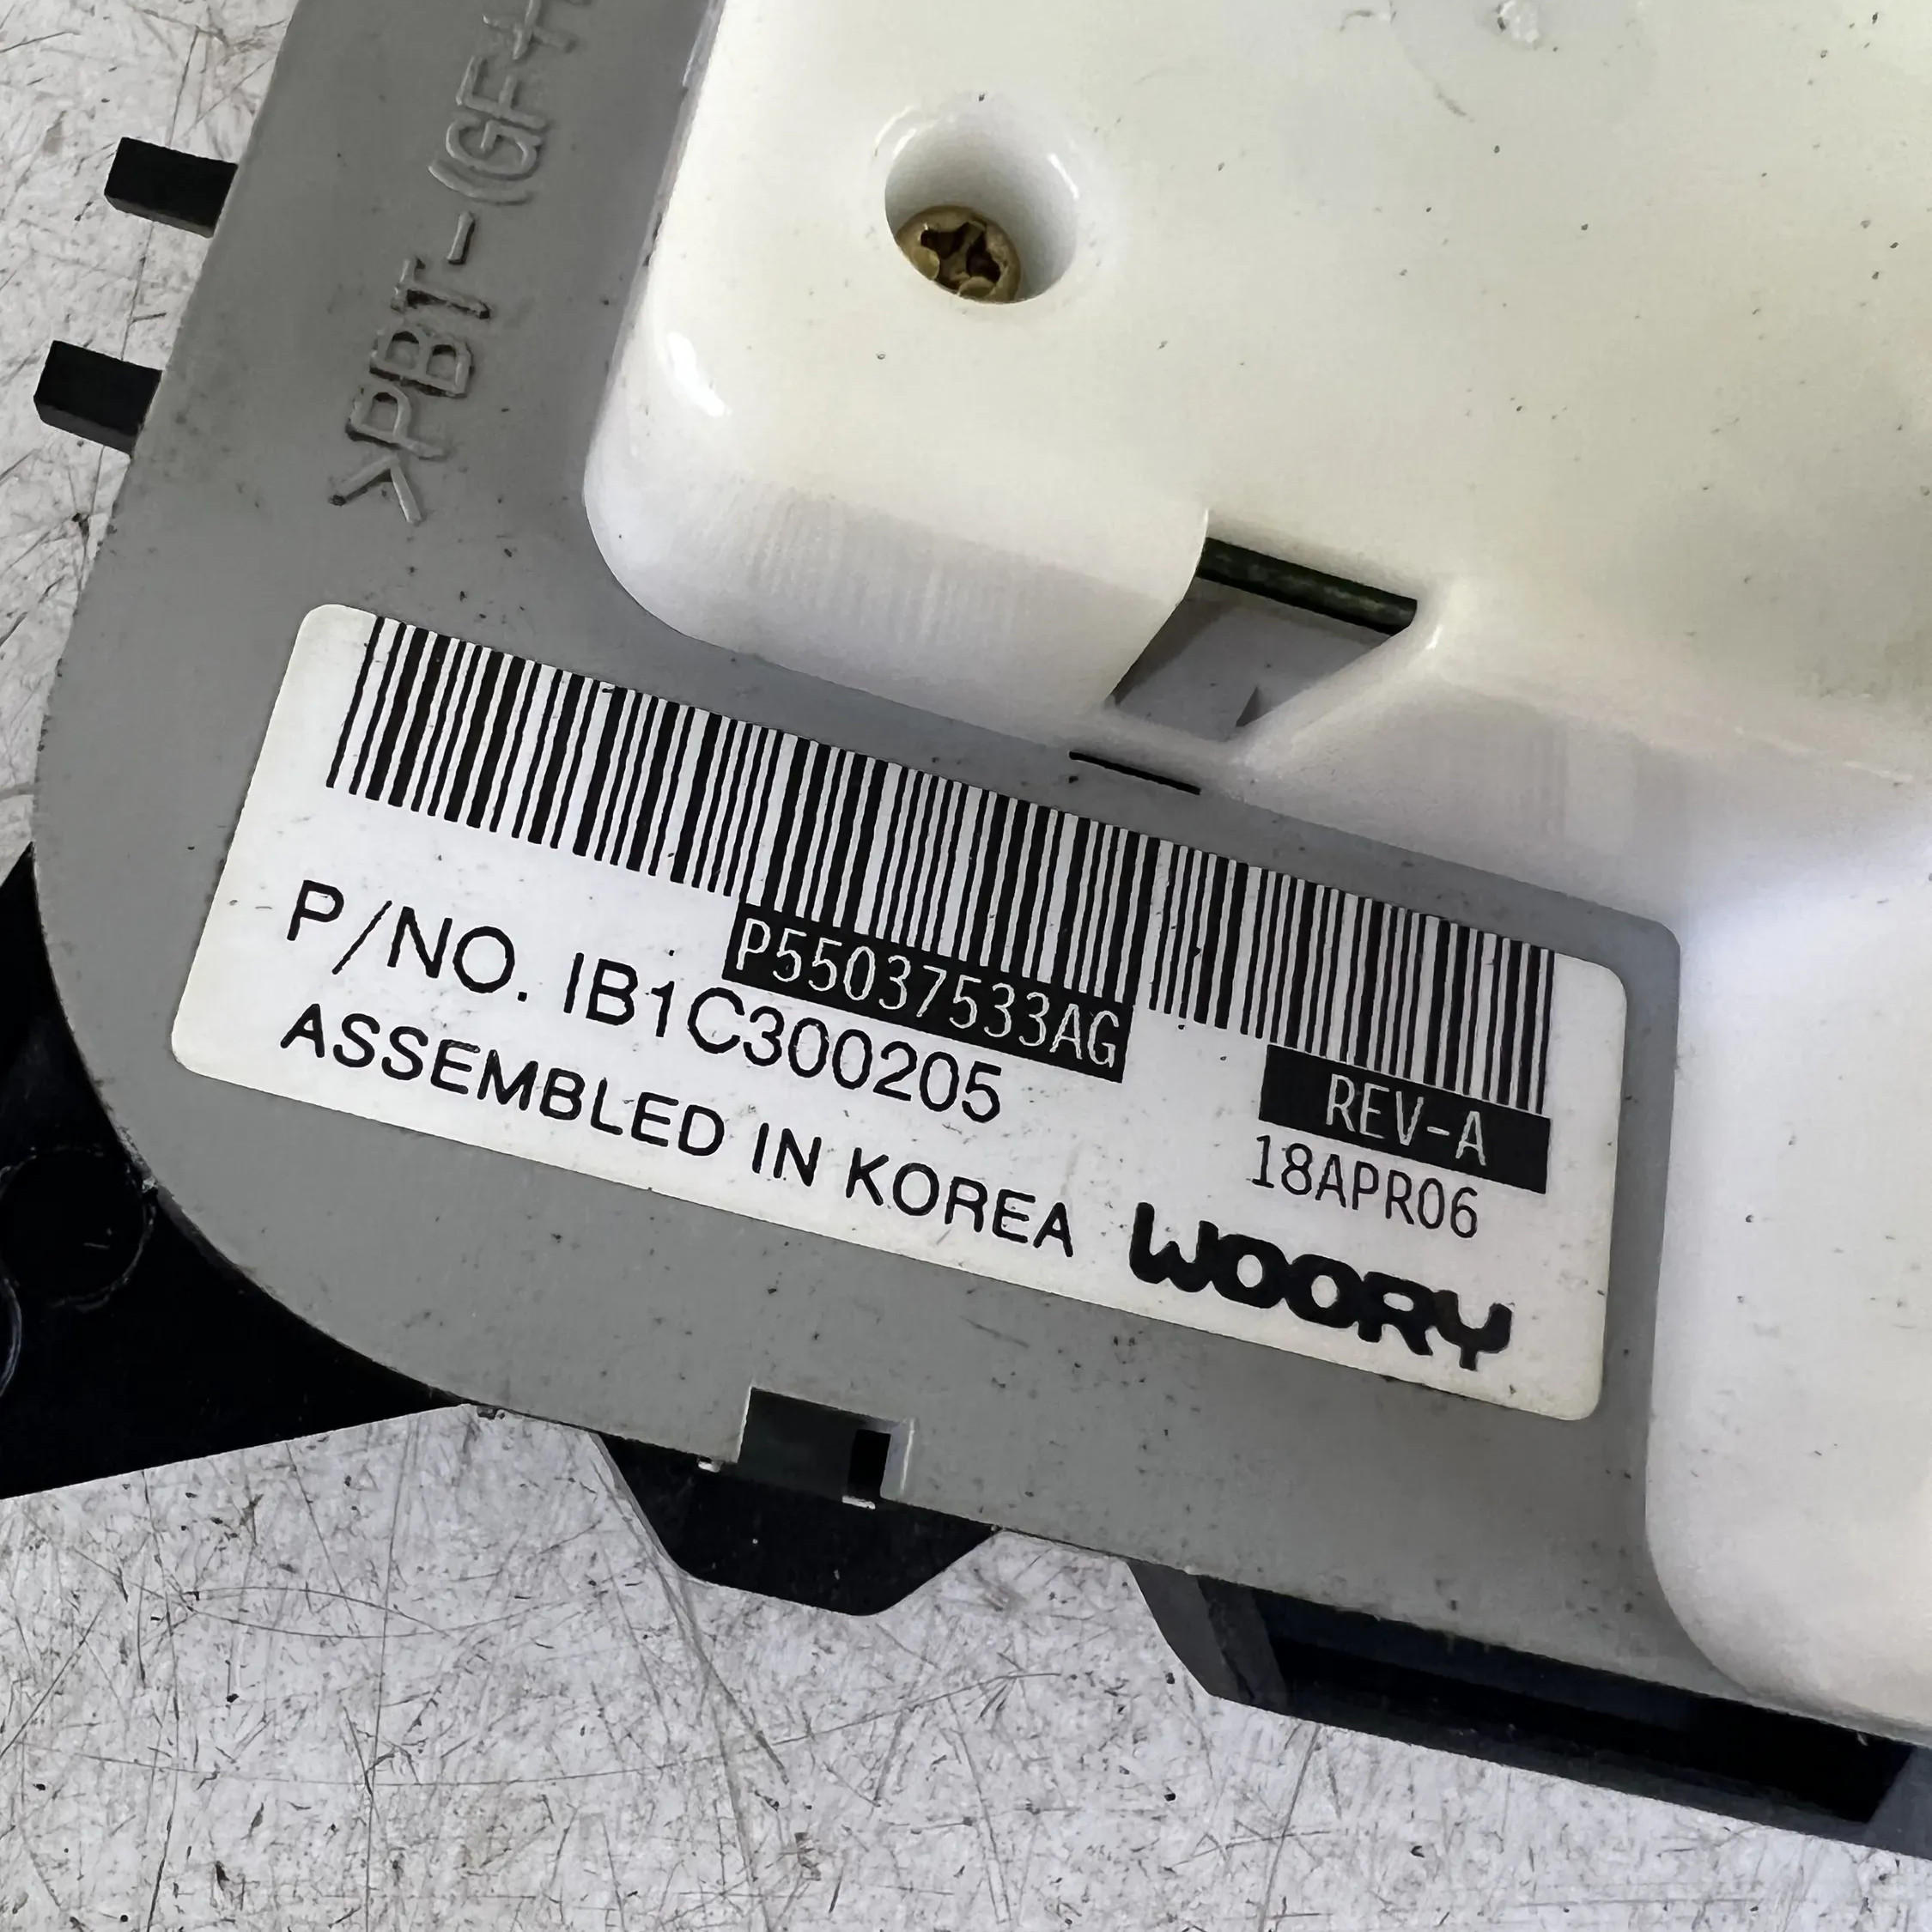 >PBT-(GF+
P55037533AG
P/NO. IB1C300205
REV-A
18APR06
ASSEMBLED IN KOREA
WOORY